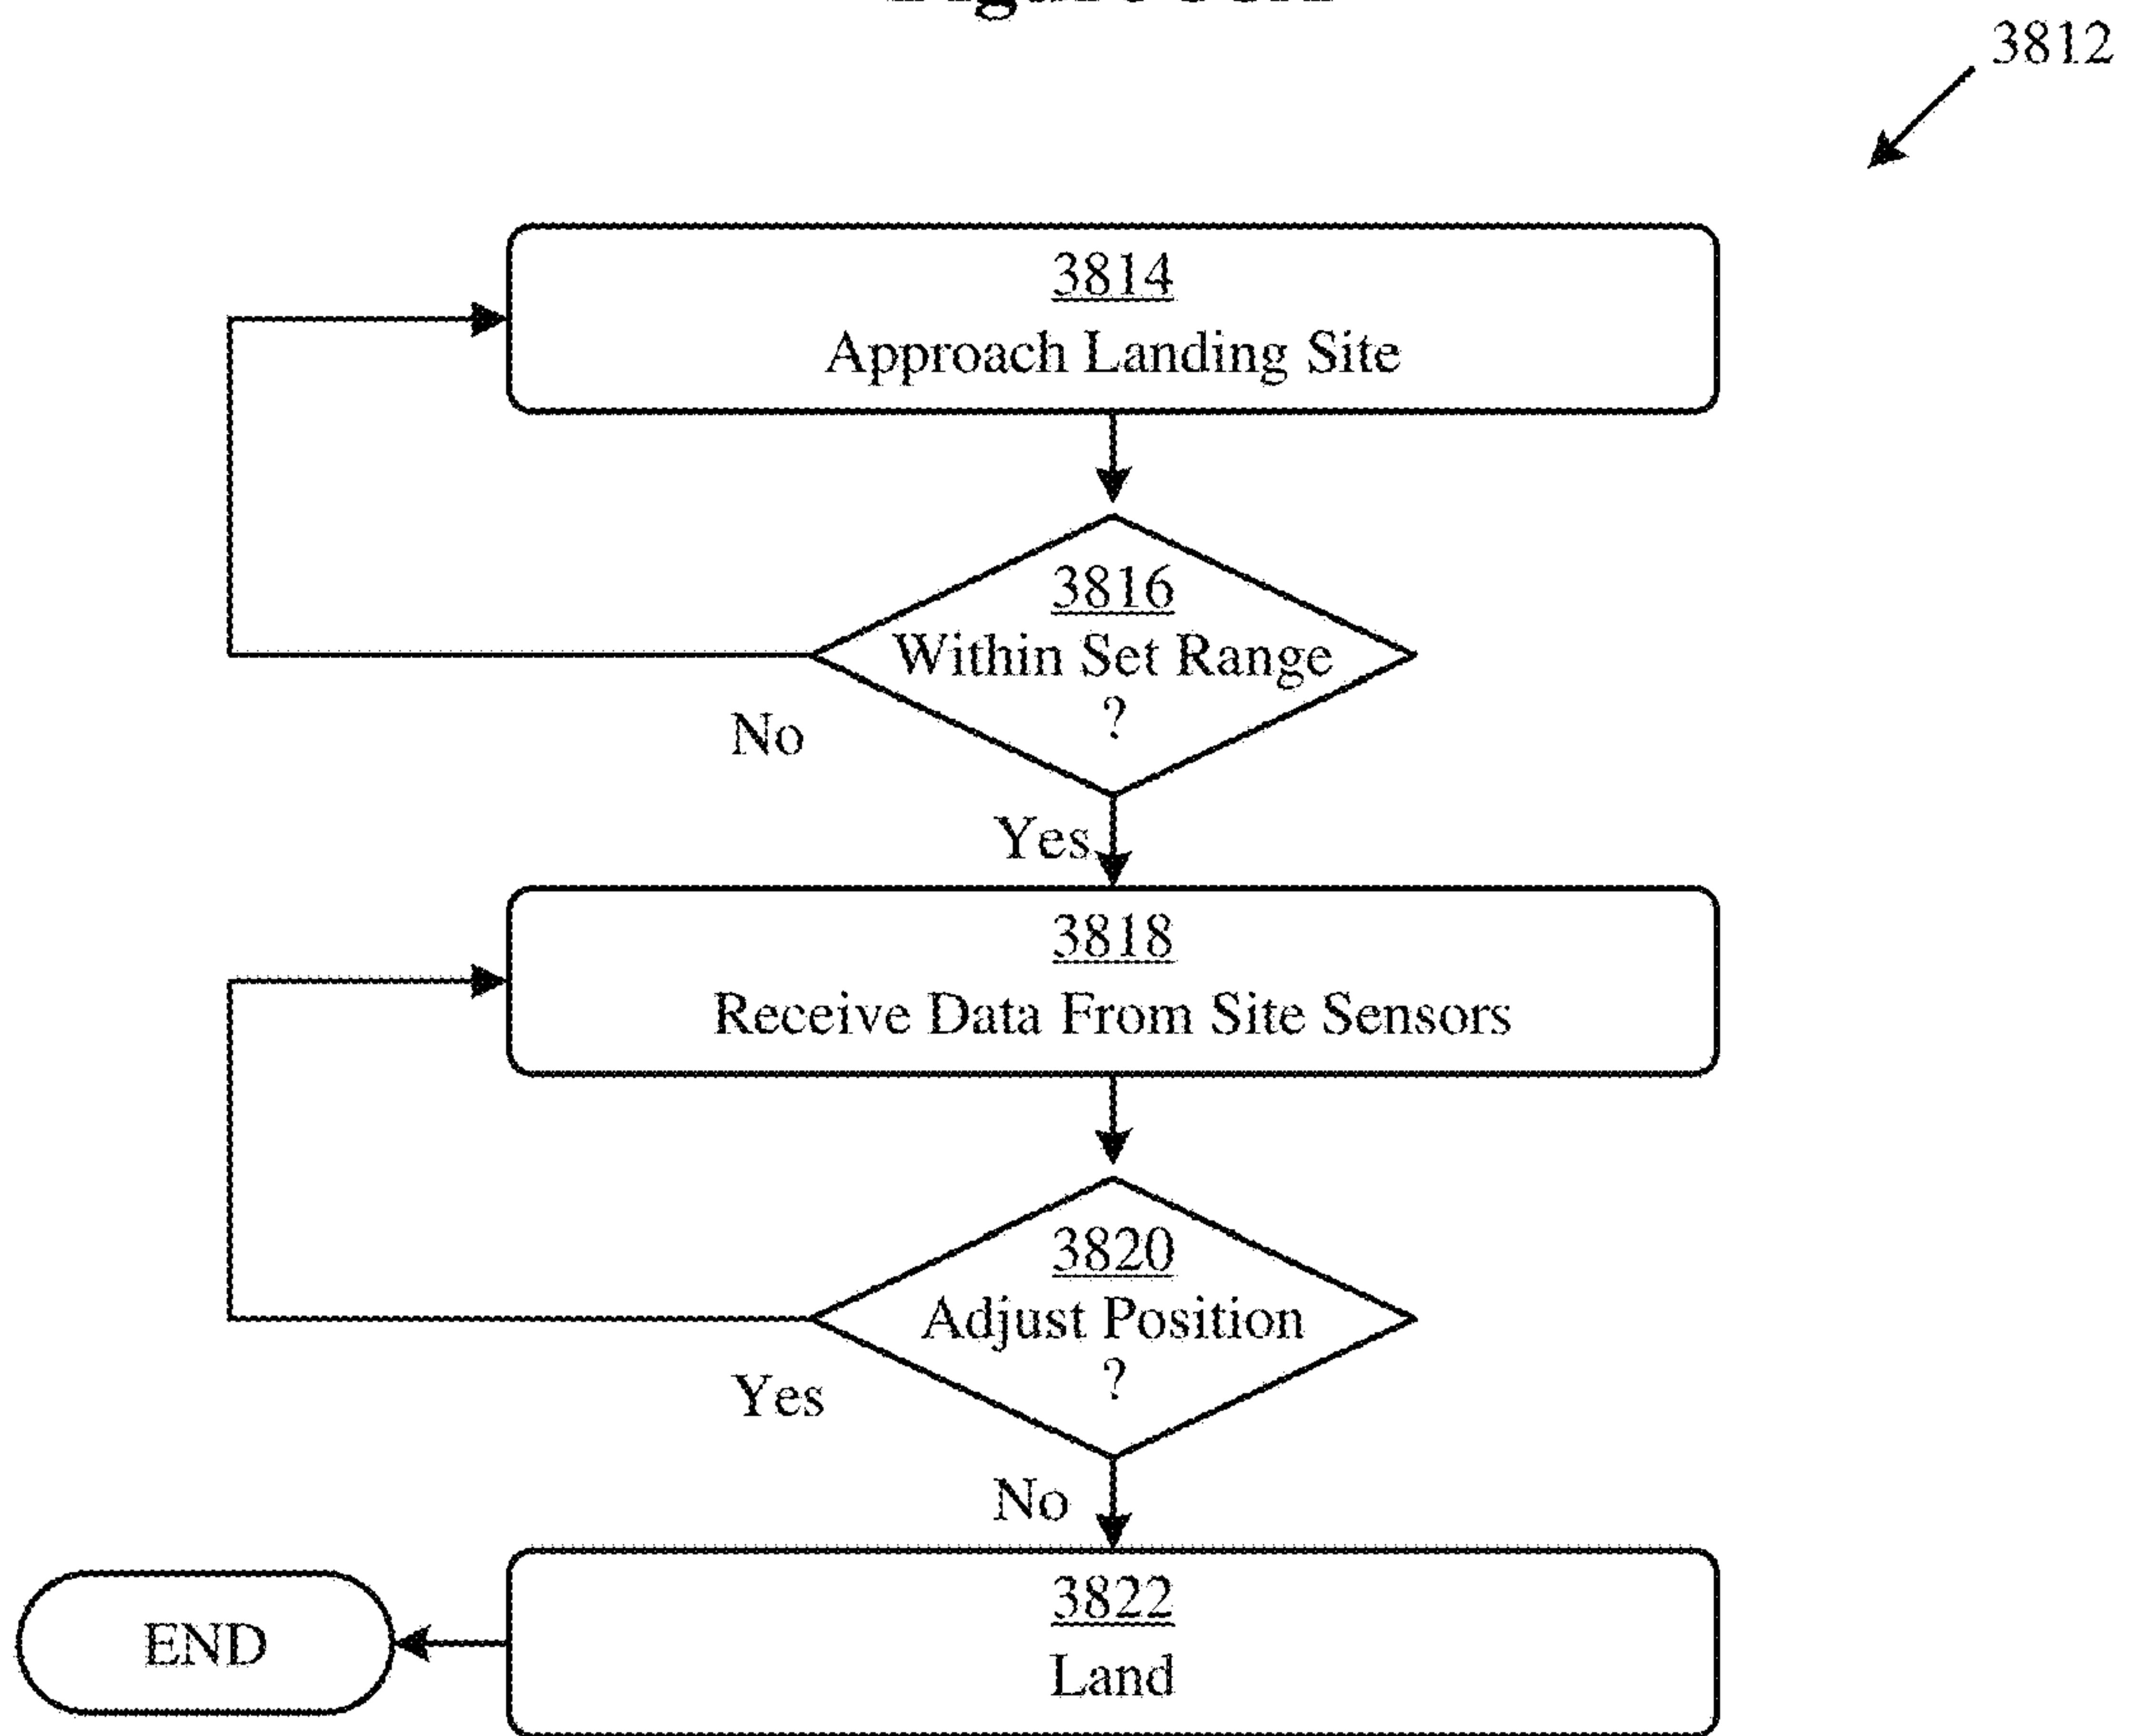 3812
3814
Approach Landing Site
3816
Within Set Range
?
No
Yes
3818
Receive Data From Site Sensors
3820
Adjust Position
?
Yes
No
3822
Land
END